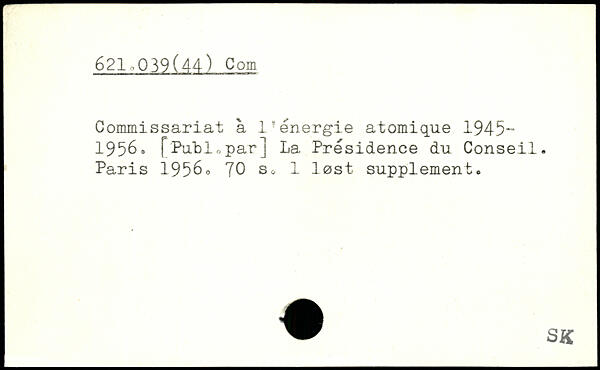 621.039(44) Com
Commissariat à l'énergie atomique 1945-
1956. [Publ.par] La Présidence du Conseil.
Paris 1956. 70 s. 1 løst supplement.
SK